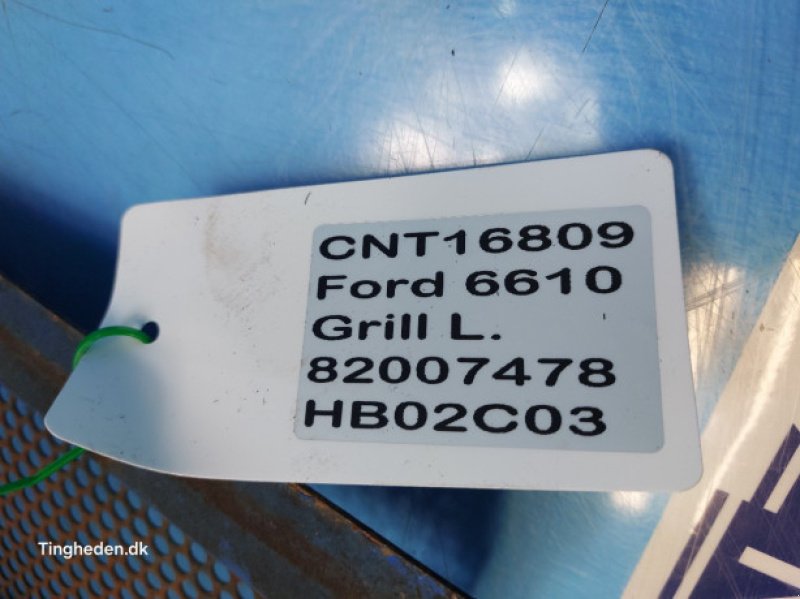 CNT16809
Ford 6610
Grill L.
82007478
HB02C03
Tingheden.dk